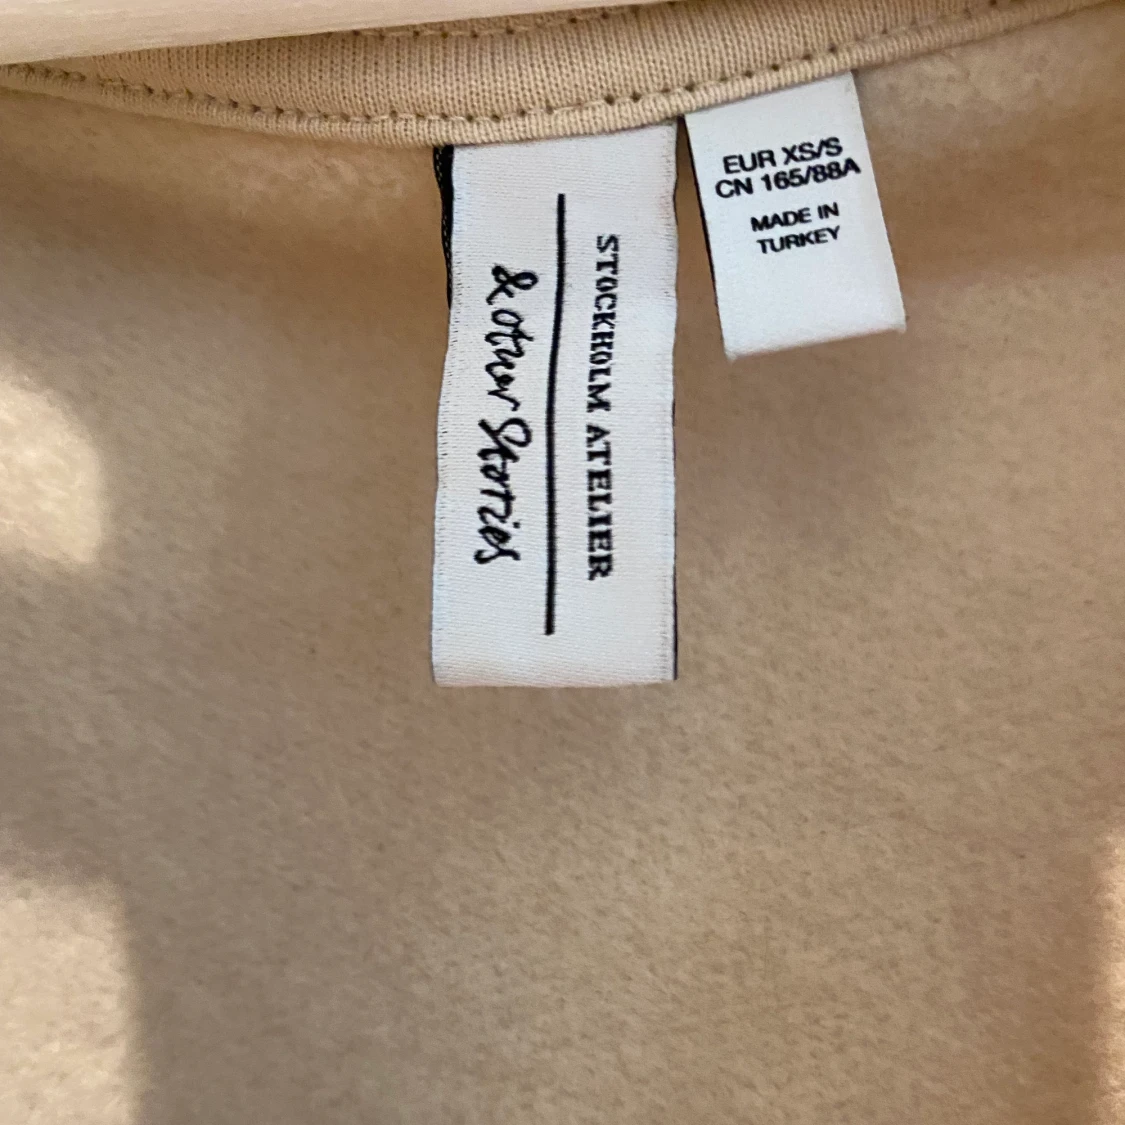 STOCKHOLM ATELIER
& other Stories
EUR XS/S
CN 165/88A
MADE IN
TURKEY